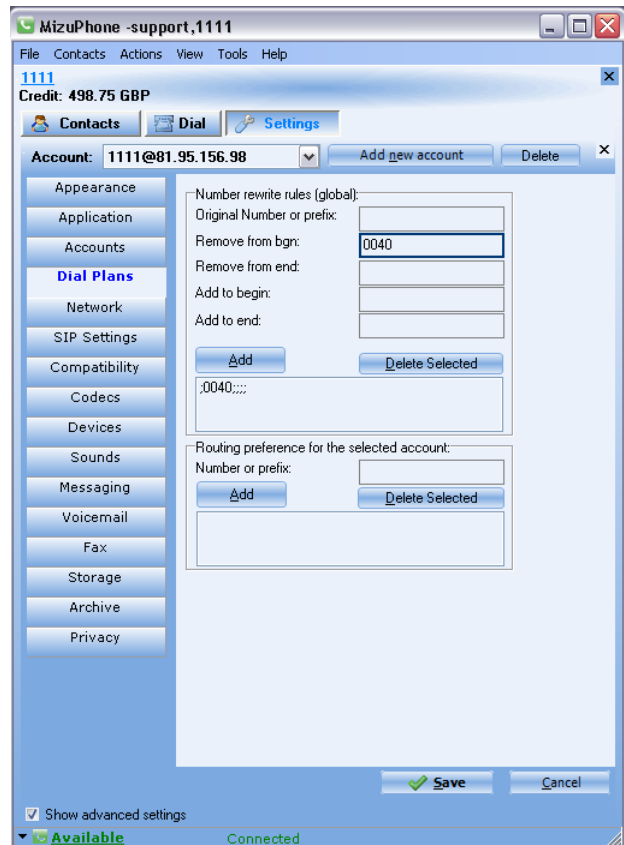 MizuPhone -support,1111
File Contacts Actions View Tools Help
1111
Credit: 498.75 GBP
Contacts Dial Settings
Account: 1111@81.95.156.98 Add new account Delete
Appearance
Application
Accounts
Dial Plans
Network
SIP Settings
Compatibility
Codecs
Devices
Sounds
Messaging
Voicemail
Fax
Storage
Archive
Privacy
Number rewrite rules (global):
Original Number or prefix:
Remove from bgn: 0040
Remove from end:
Add to begin:
Add to end:
Add Delete Selected
;0040;;;;
Routing preference for the selected account:
Number or prefix:
Add Delete Selected
Save Cancel
Show advanced settings
Available Connected